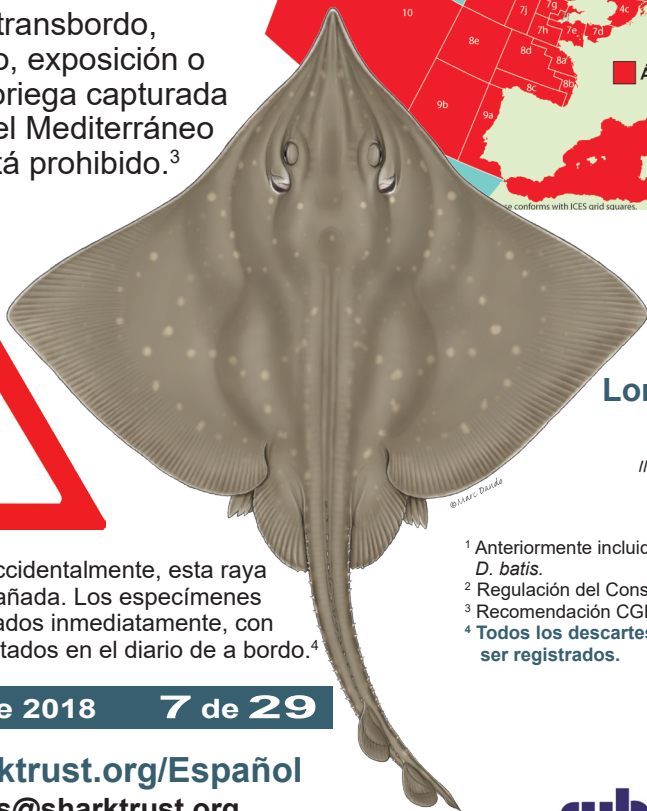 transbordo,
o, exposición o
oriega capturada
el Mediterráneo
tá prohibido.³
10
7j
7g
4c
7h
7e
7d
8e
8d
8a
8b
8c
9b
9a
Á
se conforms with ICES grid squares.
Lor
©Marc Dando
ccidentalmente, esta raya
añada. Los especímenes
ados inmediatamente, con
tados en el diario de a bordo.⁴
¹ Anteriormente incluid
D. batis.
² Regulación del Cons
³ Recomendación CG
⁴ Todos los descartes
ser registrados.
e 2018 7 de 29
ktrust.org/Español
s@sharktrust.org